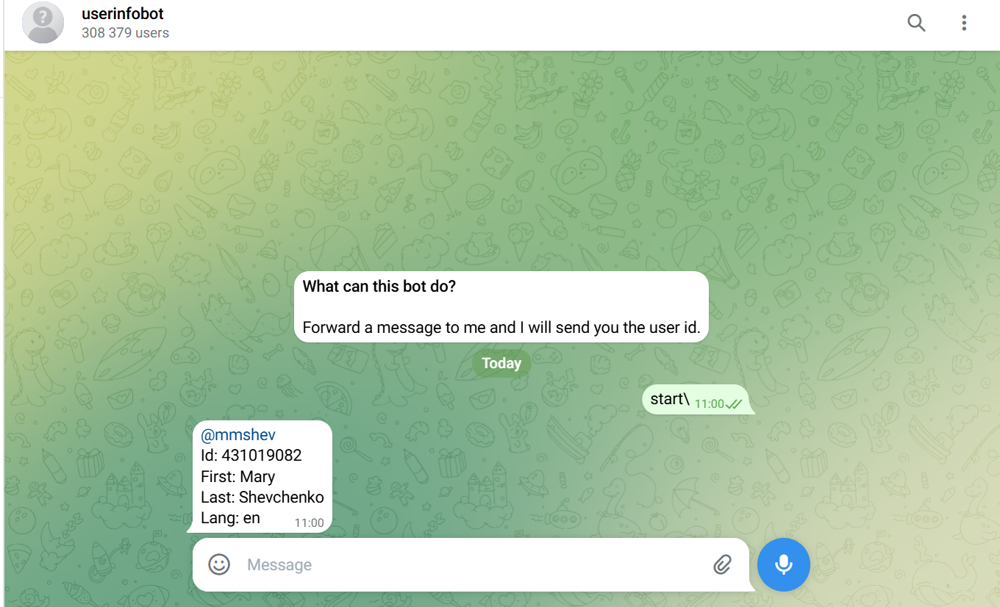 userinfobot
308 379 users
What can this bot do?
Forward a message to me and I will send you the user id.
Today
start\ 11:00
@mmshev
Id: 431019082
First: Mary
Last: Shevchenko
Lang: en 11:00
Message